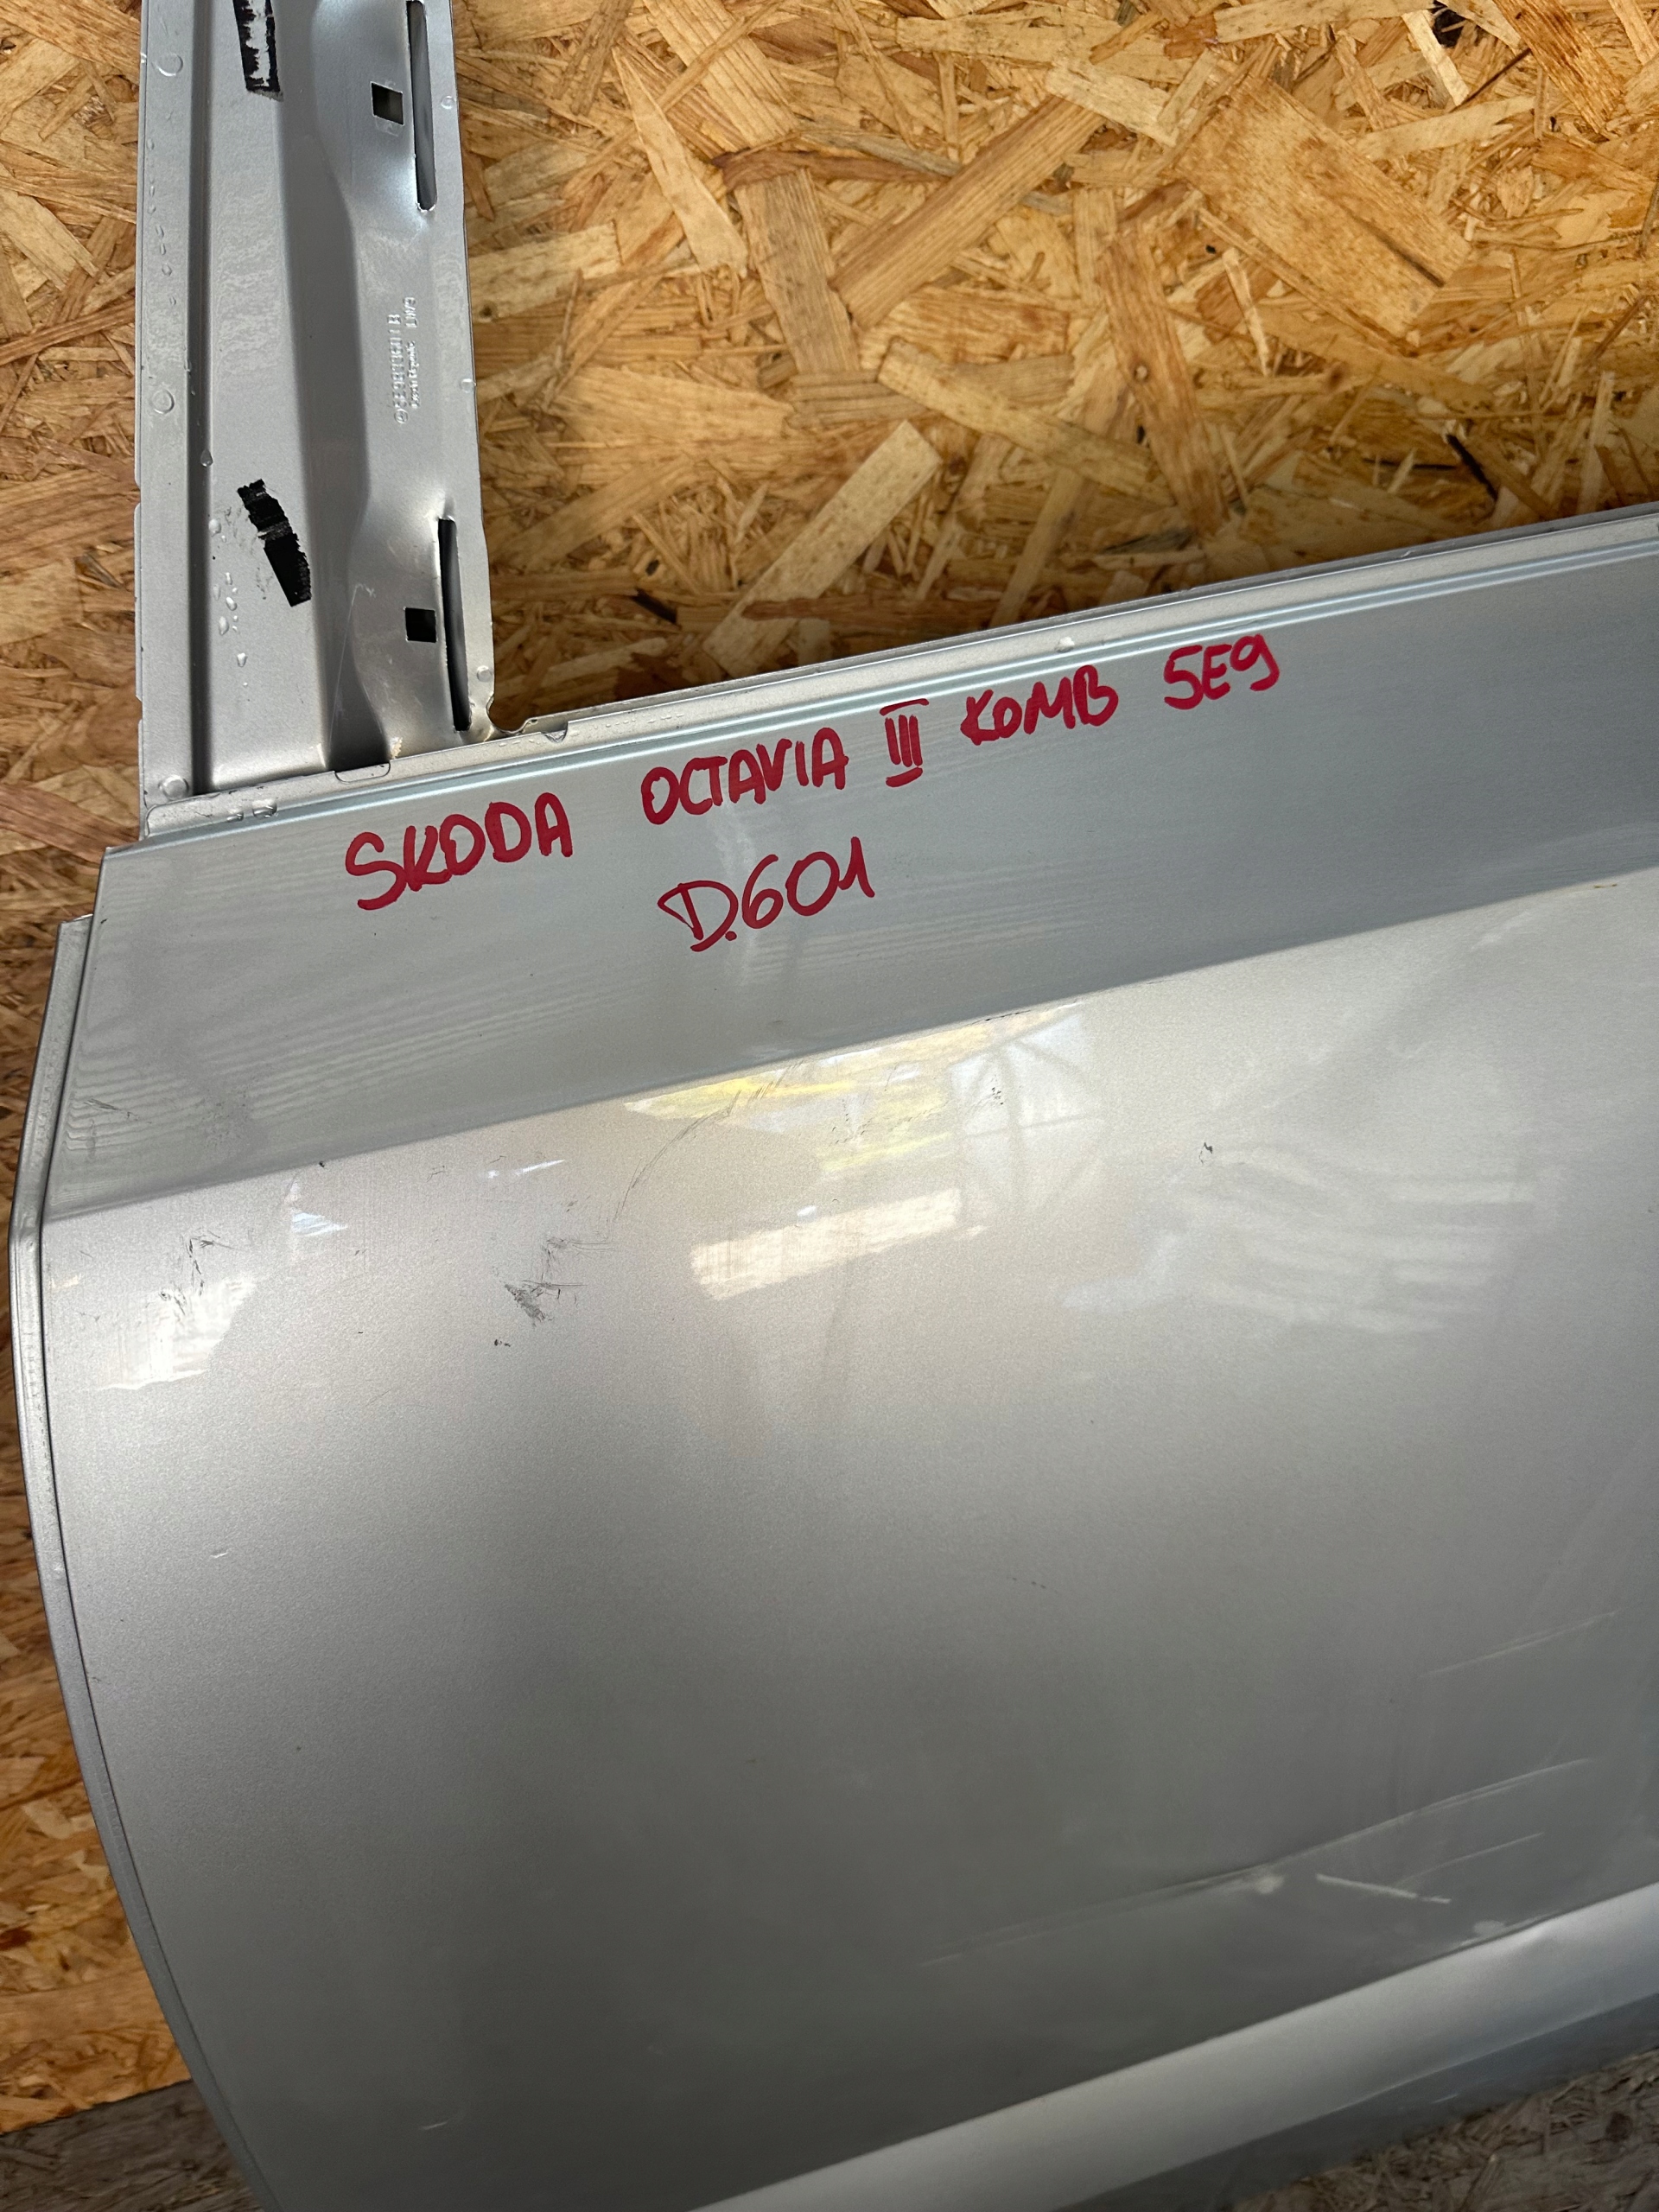 SKODA OCTAVIA III KOMB 5E9
D.601